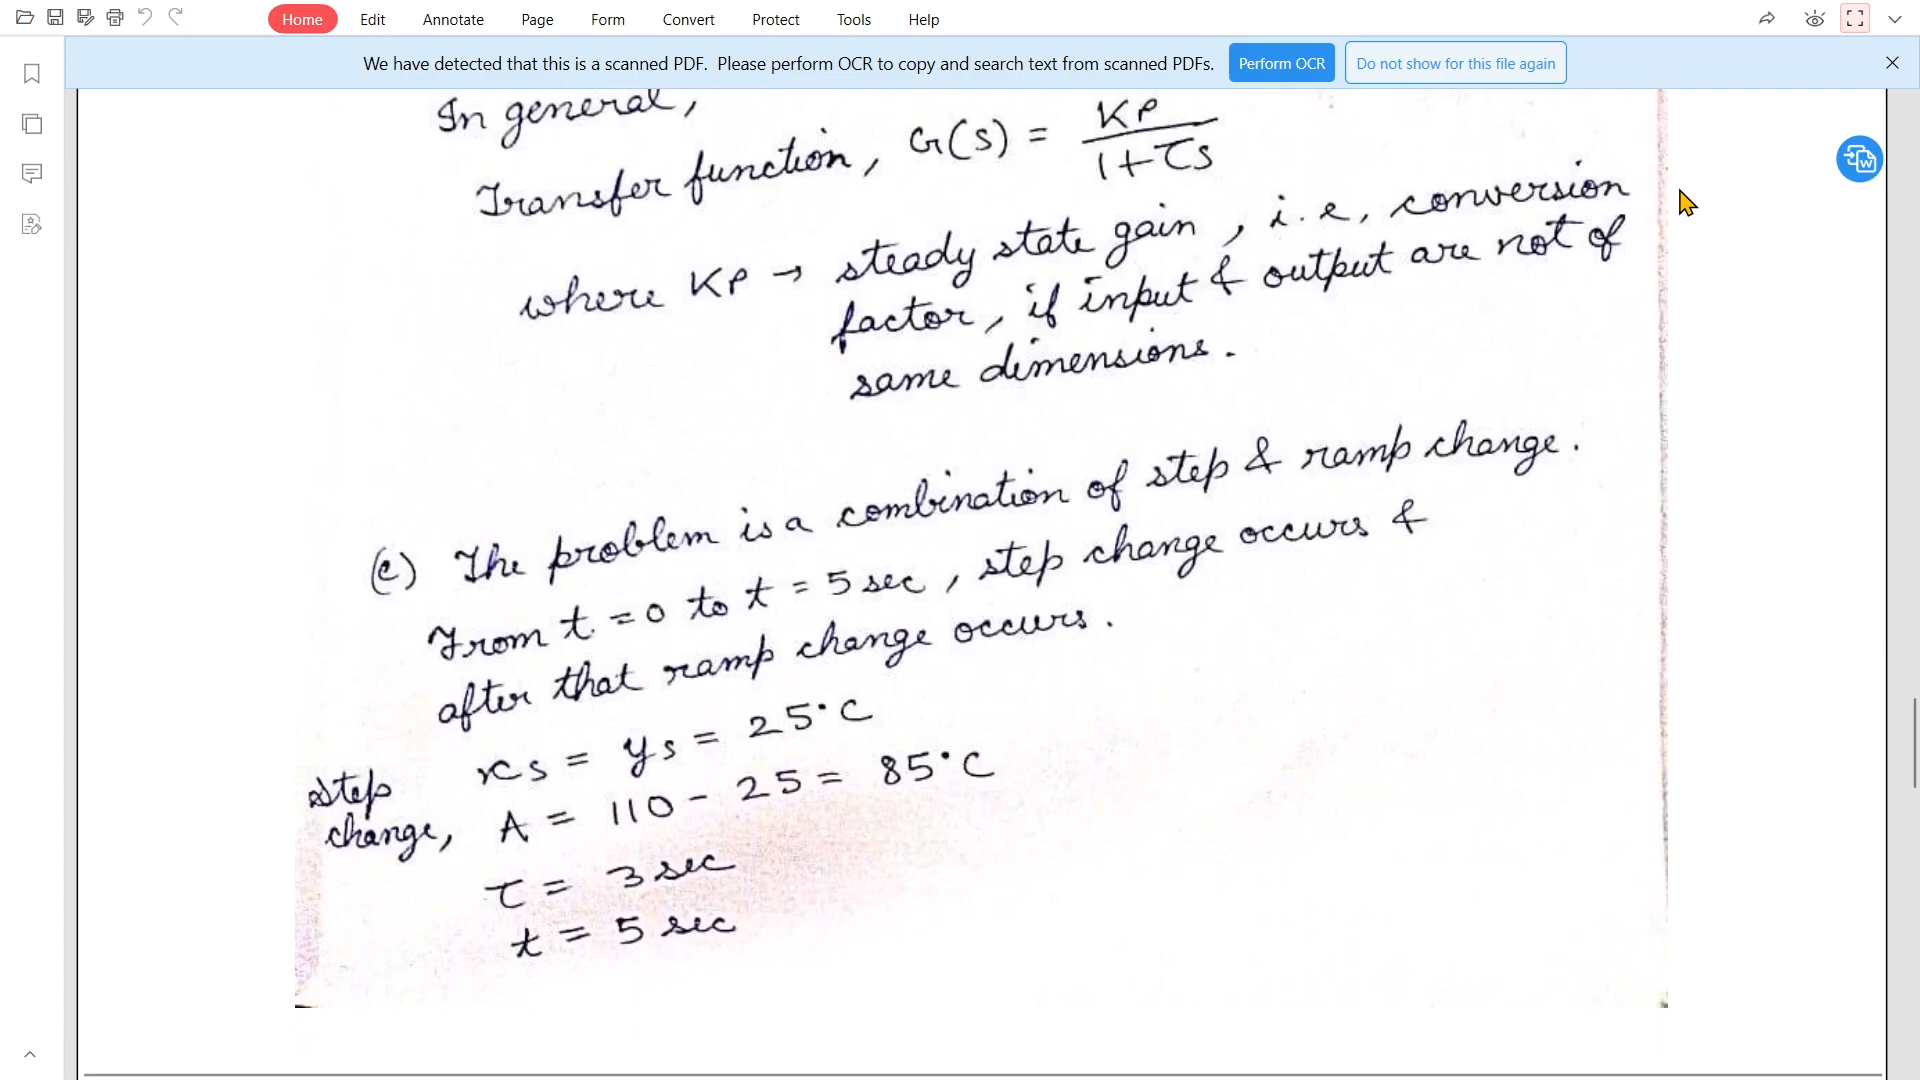 Home Edit Annotate Page Form Convert Protect Tools Help
We have detected that this is a scanned PDF. Please perform OCR to copy and search text from scanned PDFs. Perform OCR Do not show for this file again
In general,
Transfer function, G(s) = KP / 1+τs
where KP → steady state gain, i.e, conversion
factor, if input & output are not of
same dimensions.
(c) The problem is a combination of step & ramp change.
From t = 0 to t = 5 sec, step change occurs &
after that ramp change occurs.
xs = ys = 25°C
step change, A = 110 - 25 = 85°C
τ = 3 sec
t = 5 sec